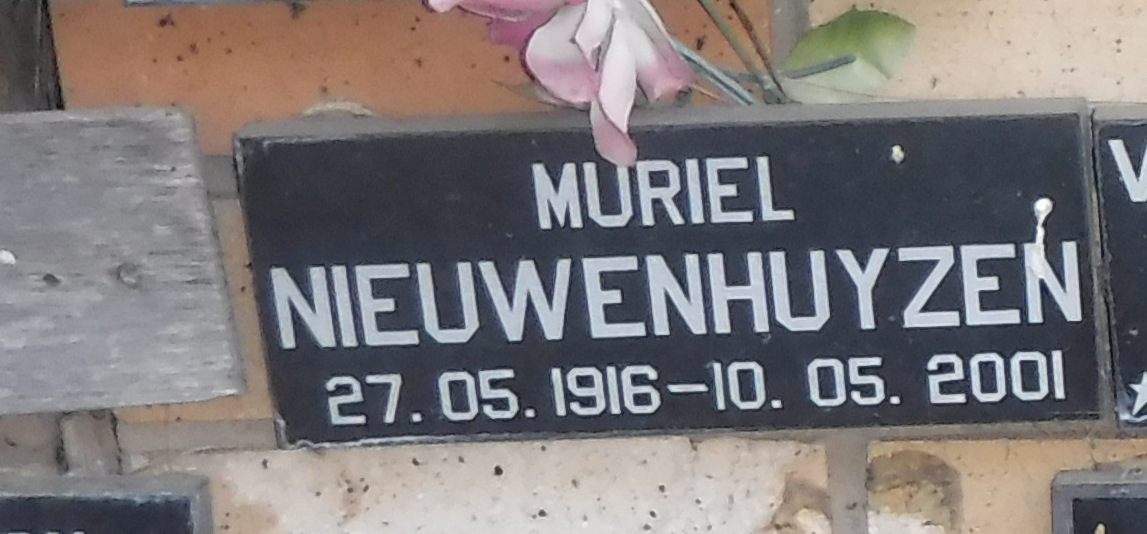 MURIEL
NIEUWENHUYZEN
27. 05. 1916–10. 05. 2001